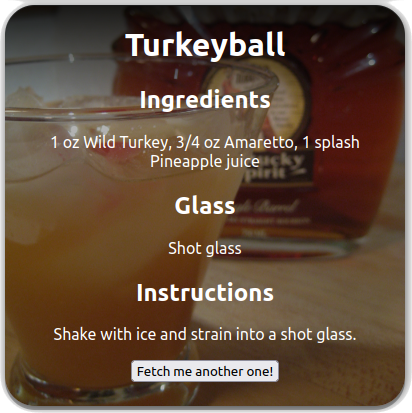 Turkeyball
Ingredients
1 oz Wild Turkey, 3/4 oz Amaretto, 1 splash
Pineapple juice
Glass
Shot glass
Instructions
Shake with ice and strain into a shot glass.
Fetch me another one!